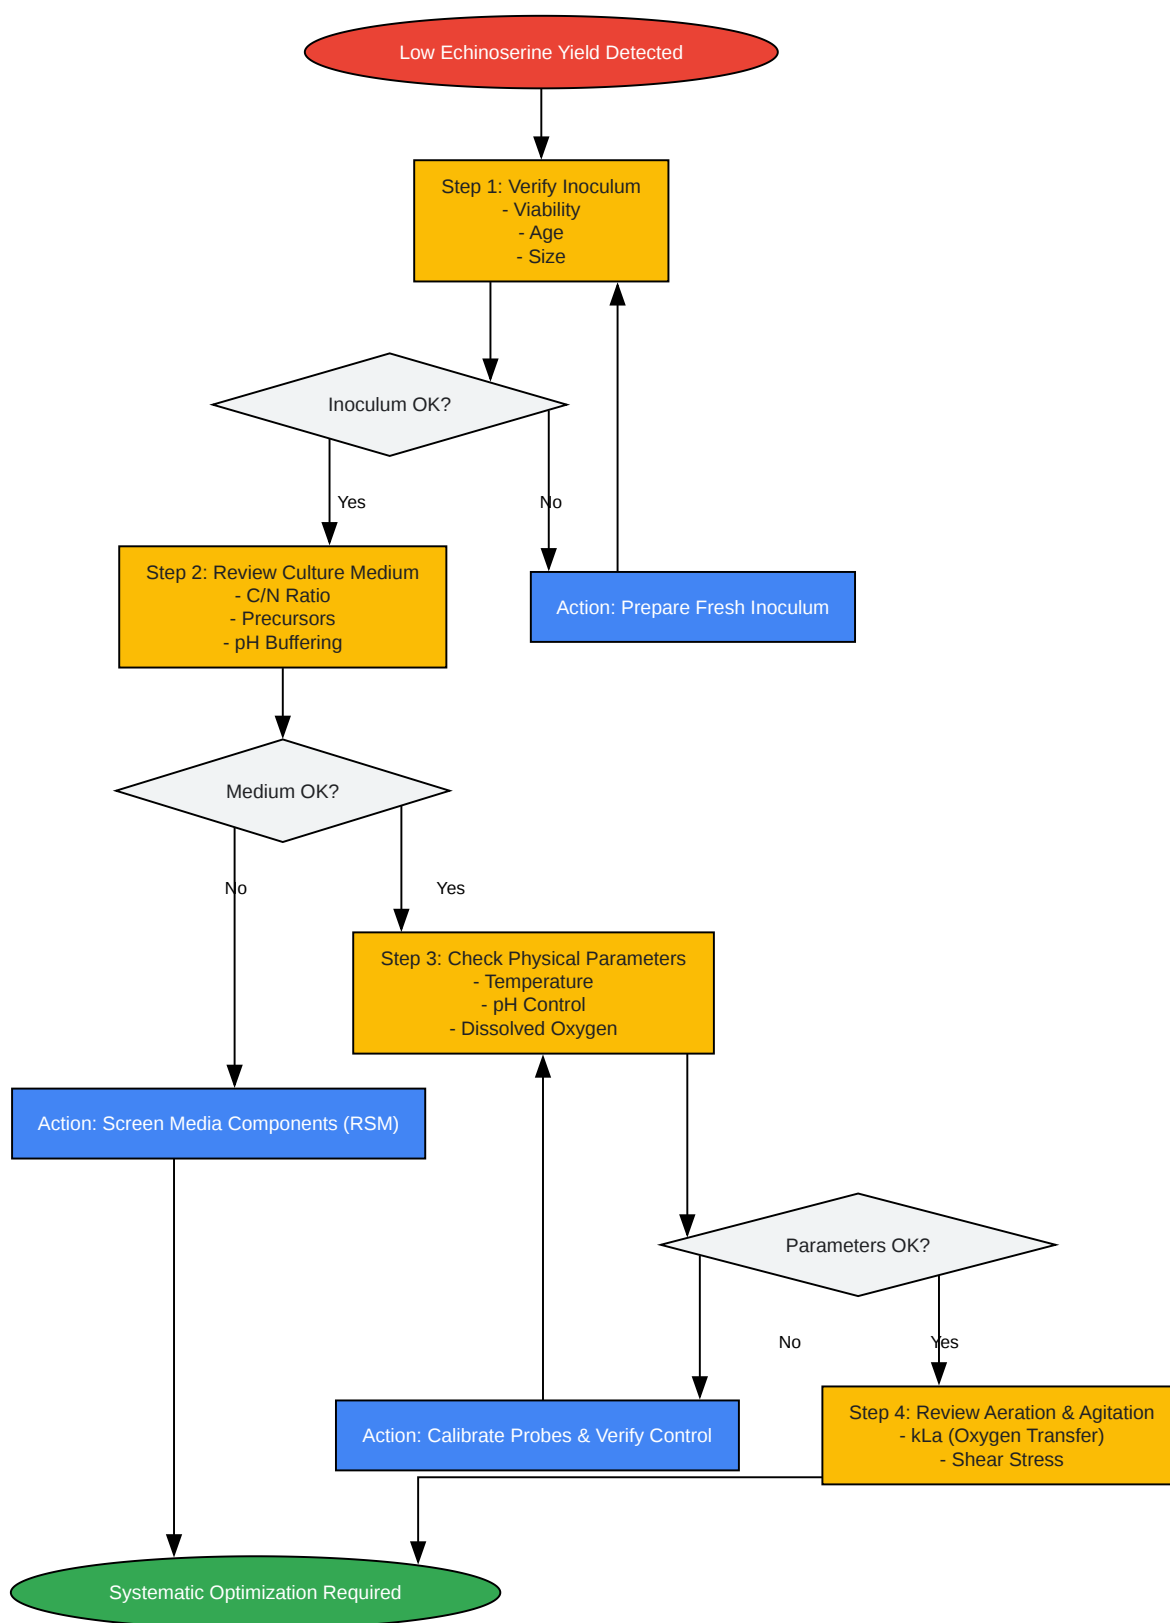 Low Echinoserine Yield Detected
Step 1: Verify Inoculum
- Viability
- Age
- Size
Inoculum OK?
Yes
No
Step 2: Review Culture Medium
- C/N Ratio
- Precursors
- pH Buffering
Action: Prepare Fresh Inoculum
Medium OK?
No
Yes
Step 3: Check Physical Parameters
- Temperature
- pH Control
- Dissolved Oxygen
Action: Screen Media Components (RSM)
Parameters OK?
No
Yes
Action: Calibrate Probes & Verify Control
Step 4: Review Aeration & Agitation
- kLa (Oxygen Transfer)
- Shear Stress
Systematic Optimization Required